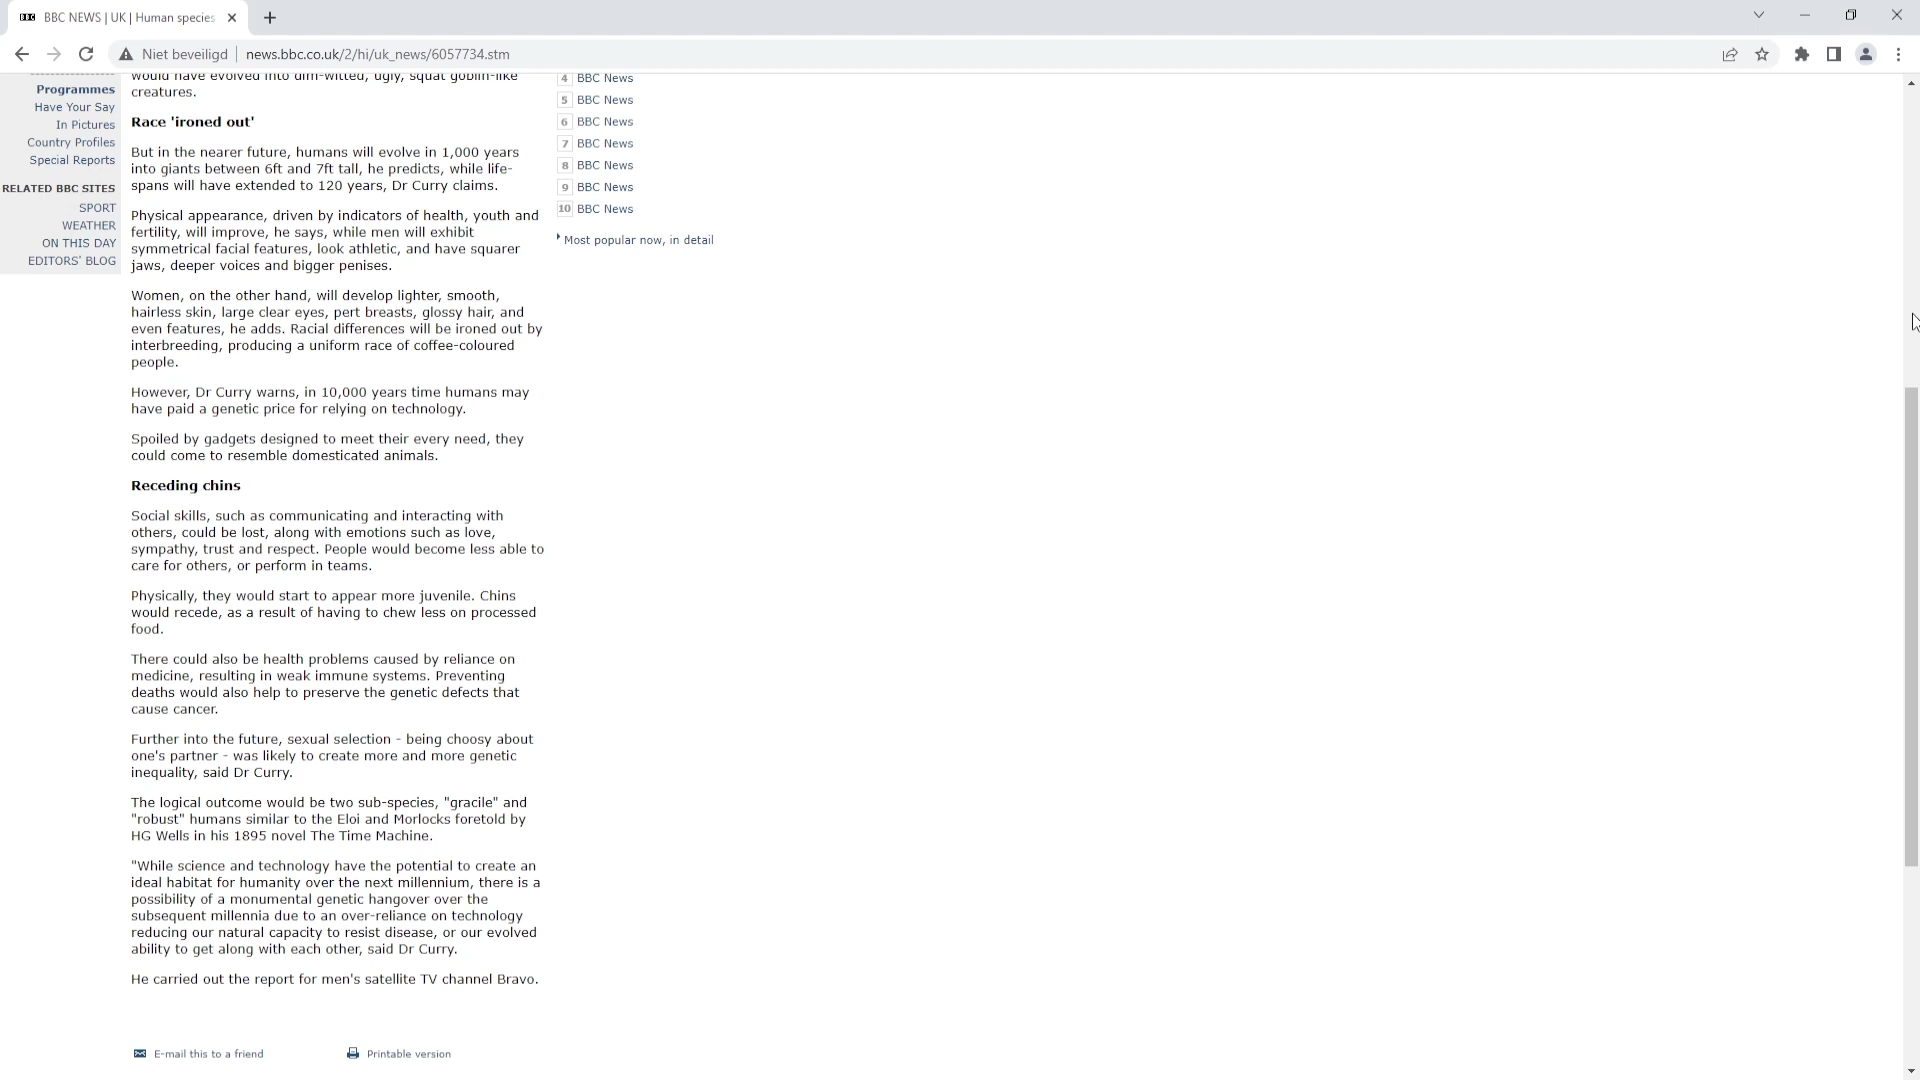 BBC NEWS | UK | Human species
Niet beveiligd
news.bbc.co.uk/2/hi/uk_news/6057734.stm
Programmes
Have Your Say
In Pictures
Country Profiles
Special Reports
RELATED BBC SITES
SPORT
WEATHER
ON THIS DAY
EDITORS' BLOG
would have evolved into dim-witted, ugly, squat goblin-like
creatures.
Race 'ironed out'
But in the nearer future, humans will evolve in 1,000 years
into giants between 6ft and 7ft tall, he predicts, while life-
spans will have extended to 120 years, Dr Curry claims.
Physical appearance, driven by indicators of health, youth and
fertility, will improve, he says, while men will exhibit
symmetrical facial features, look athletic, and have squarer
jaws, deeper voices and bigger penises.
Women, on the other hand, will develop lighter, smooth,
hairless skin, large clear eyes, pert breasts, glossy hair, and
even features, he adds. Racial differences will be ironed out by
interbreeding, producing a uniform race of coffee-coloured
people.
However, Dr Curry warns, in 10,000 years time humans may
have paid a genetic price for relying on technology.
Spoiled by gadgets designed to meet their every need, they
could come to resemble domesticated animals.
Receding chins
Social skills, such as communicating and interacting with
others, could be lost, along with emotions such as love,
sympathy, trust and respect. People would become less able to
care for others, or perform in teams.
Physically, they would start to appear more juvenile. Chins
would recede, as a result of having to chew less on processed
food.
There could also be health problems caused by reliance on
medicine, resulting in weak immune systems. Preventing
deaths would also help to preserve the genetic defects that
cause cancer.
Further into the future, sexual selection - being choosy about
one's partner - was likely to create more and more genetic
inequality, said Dr Curry.
The logical outcome would be two sub-species, "gracile" and
"robust" humans similar to the Eloi and Morlocks foretold by
HG Wells in his 1895 novel The Time Machine.
"While science and technology have the potential to create an
ideal habitat for humanity over the next millennium, there is a
possibility of a monumental genetic hangover over the
subsequent millennia due to an over-reliance on technology
reducing our natural capacity to resist disease, or our evolved
ability to get along with each other, said Dr Curry.
He carried out the report for men's satellite TV channel Bravo.
E-mail this to a friend
Printable version
4 BBC News
5 BBC News
6 BBC News
7 BBC News
8 BBC News
9 BBC News
10 BBC News
Most popular now, in detail